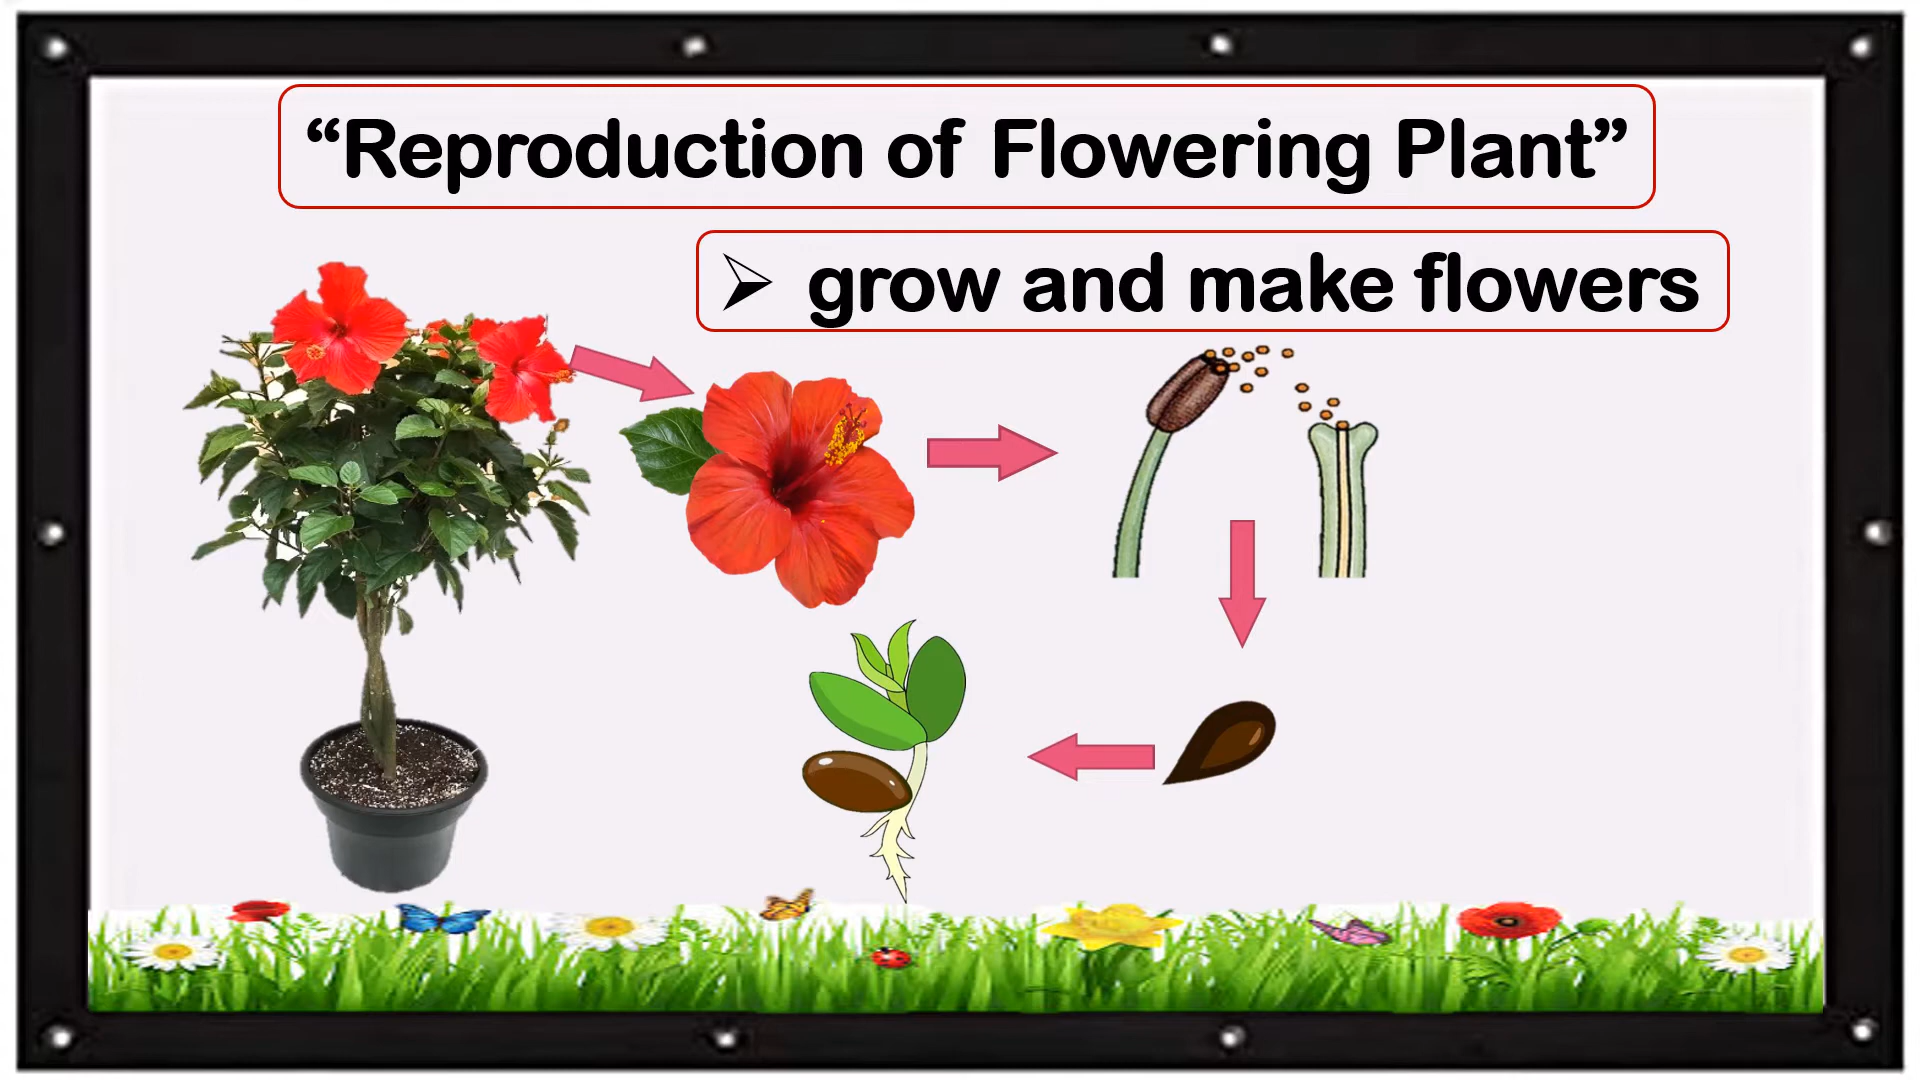 “Reproduction of Flowering Plant”
➢ grow and make flowers